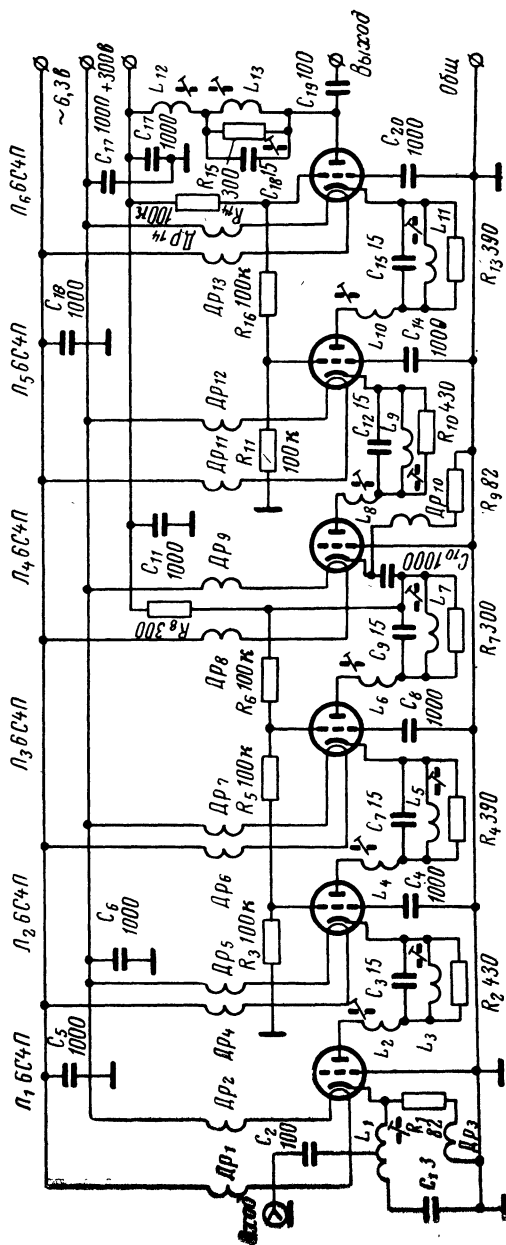 Л₁ 6С4П
Л₂ 6С4П
Л₃ 6С4П
Л₄ 6С4П
Л₅ 6С4П
Л₆ 6С4П
~6,3в
+300в
C₅
1000
C₆
1000
C₁₁
1000
C₁₈
1000
C₁₇ 1000
C₁₇
1000
L₁₂
L₁₃
R₁₅
300
C₁₈ 15
C₁₉ 100
Выход
R₈ 300
R₁₄
100к
Др₁
Др₂
Др₄
Др₅
Др₆
Др₇
Др₈
Др₉
Др₁₁
Др₁₂
Др₁₃
Др₁₄
R₃ 100к
R₅ 100к
R₆ 100к
R₁₁
100к
R₁₆ 100к
Вход
C₂
100
L₁
C₁ 3
R₁
82
Др₃
L₂
C₃ 15
L₃
R₂ 430
L₄
C₄
1000
C₇ 15
L₅
R₄ 390
L₆
C₈
1000
C₉ 15
L₇
R₇ 300
C₁₀ 1000
L₈
Др₁₀
R₉ 82
C₁₂ 15
L₉
R₁₀ 430
L₁₀
C₁₄
1000
C₁₅ 15
L₁₁
R₁₃ 390
C₂₀
1000
Общ